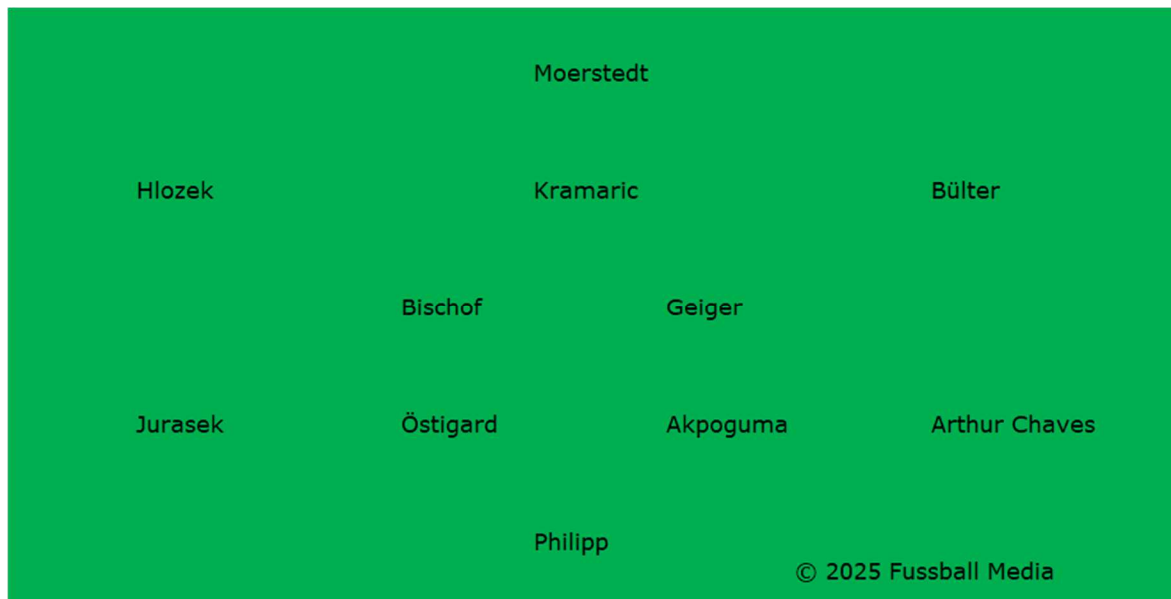 Moerstedt
Hlozek Kramaric Bülter
Bischof Geiger
Jurasek Östigard Akpoguma Arthur Chaves
Philipp
© 2025 Fussball Media